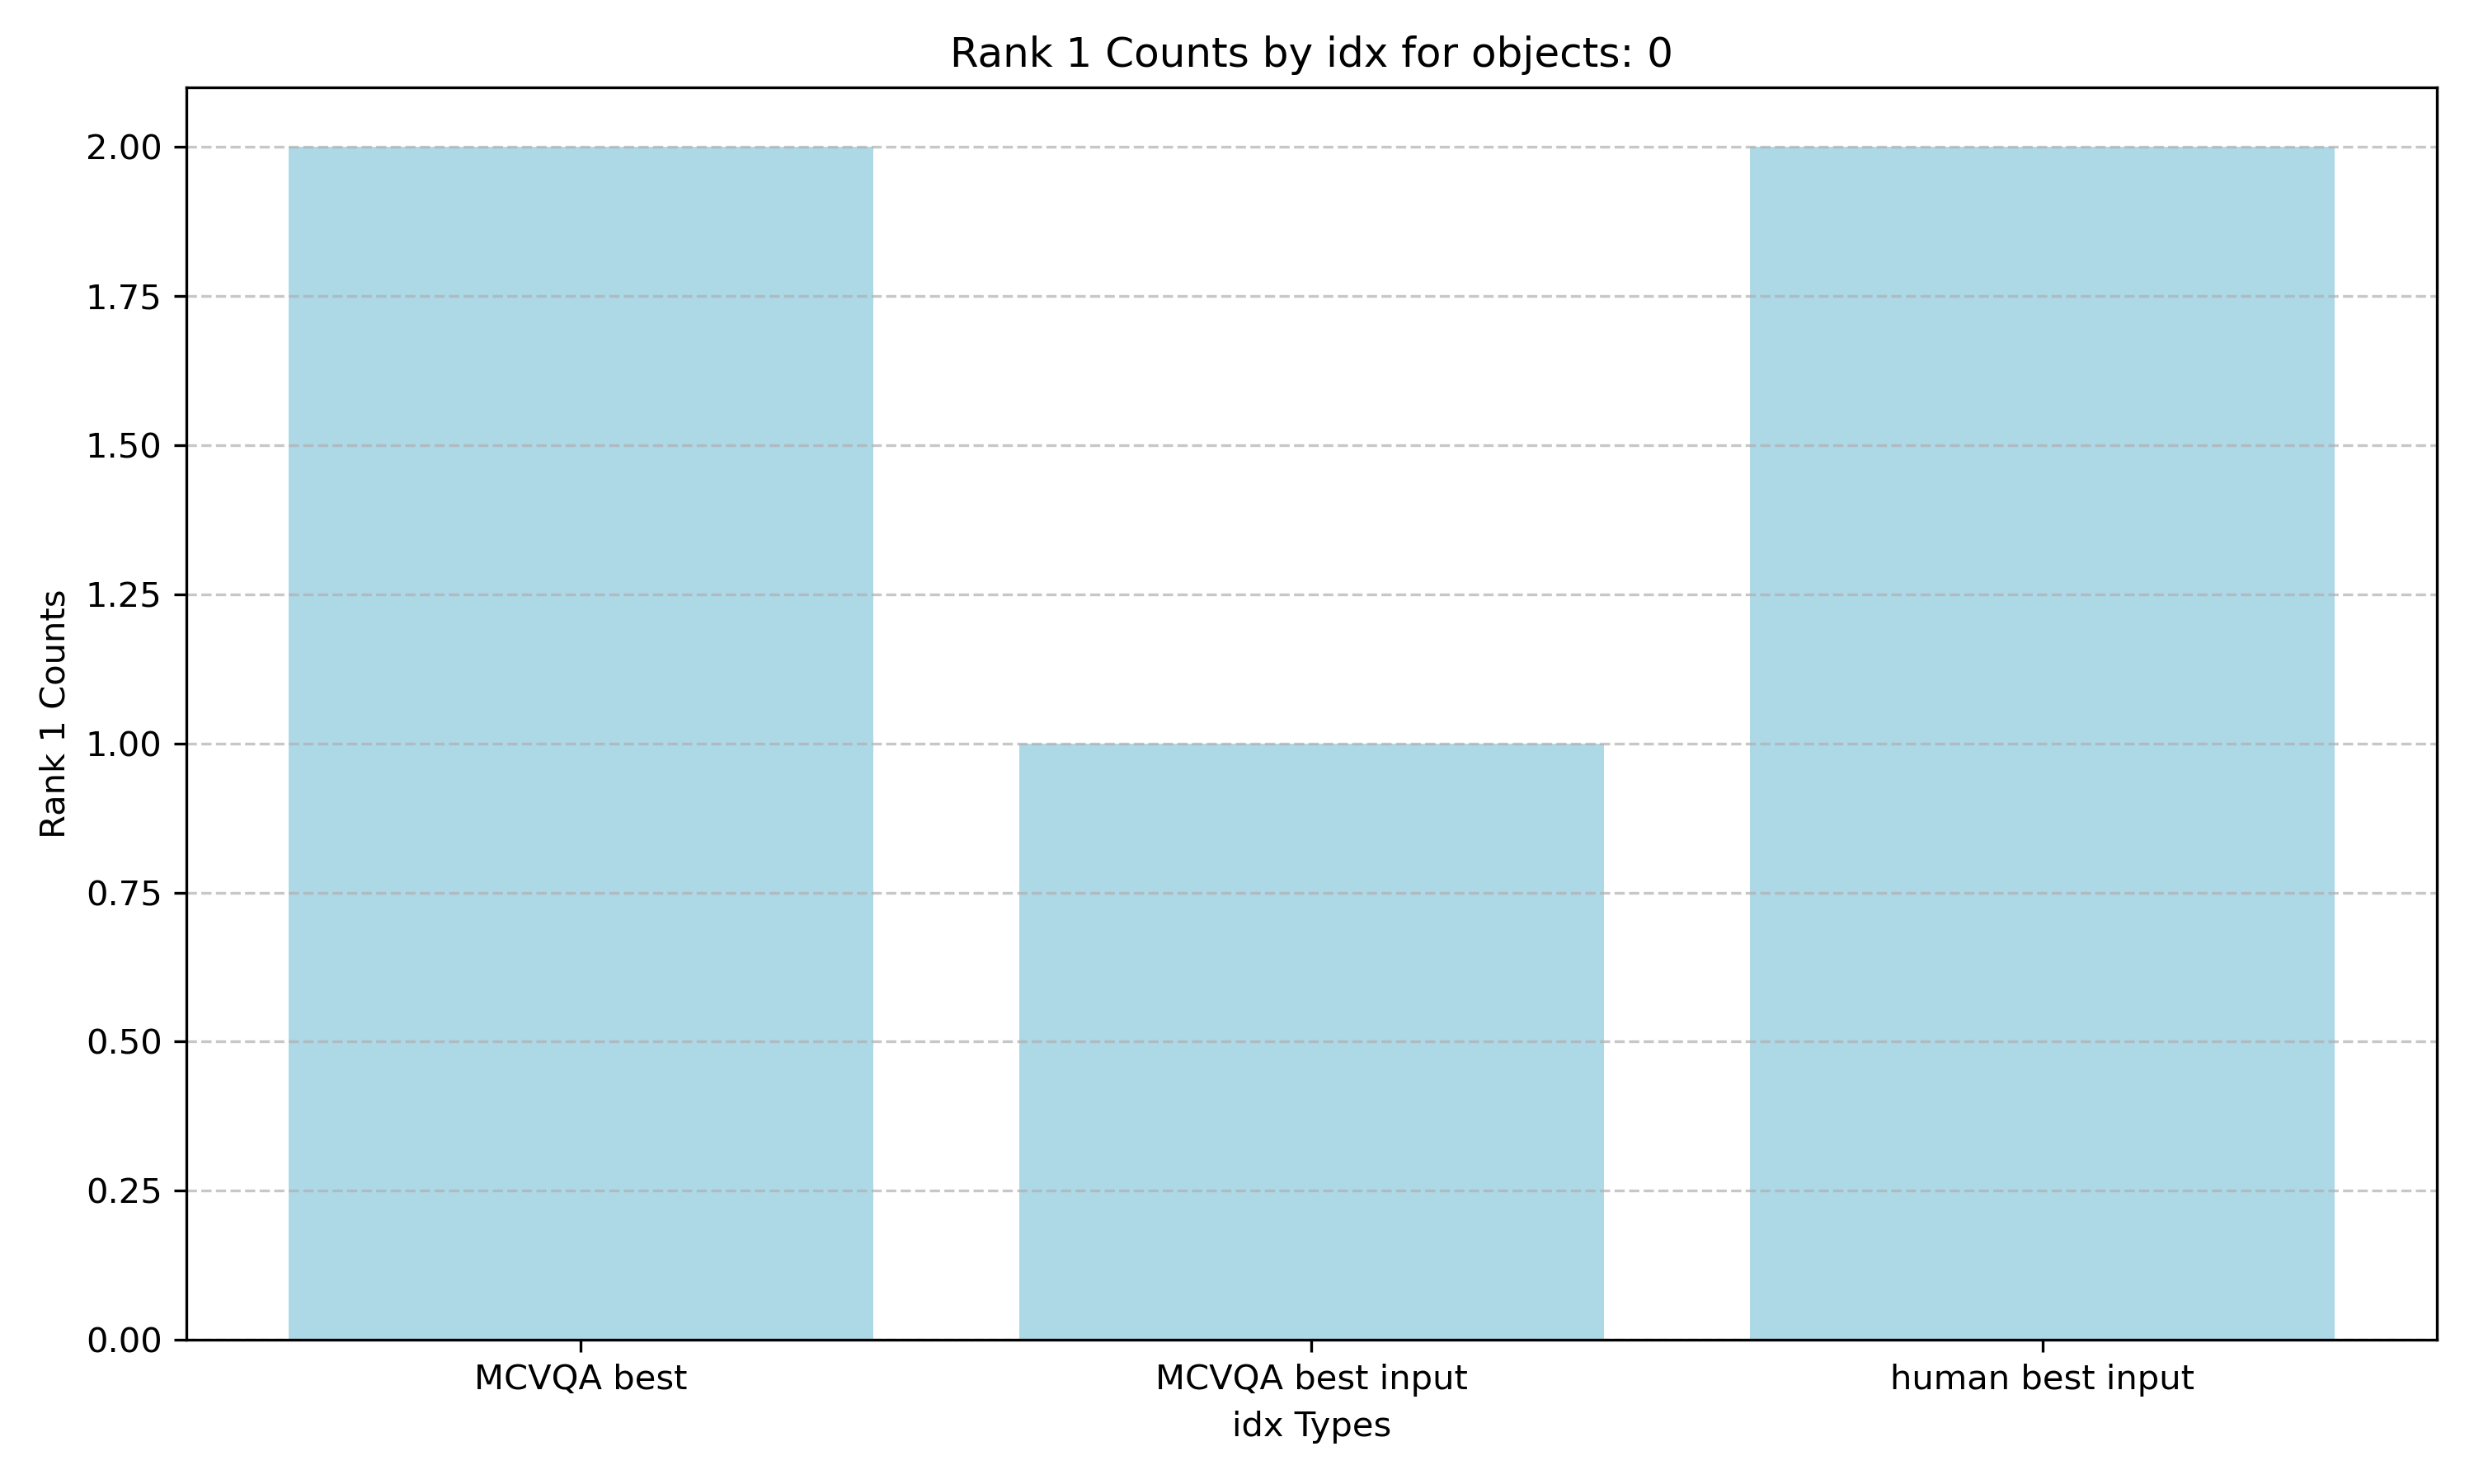 Rank 1 Counts by idx for objects: 0
Rank 1 Counts
2.00
1.75
1.50
1.25
1.00
0.75
0.50
0.25
0.00
MCVQA best
MCVQA best input
human best input
idx Types